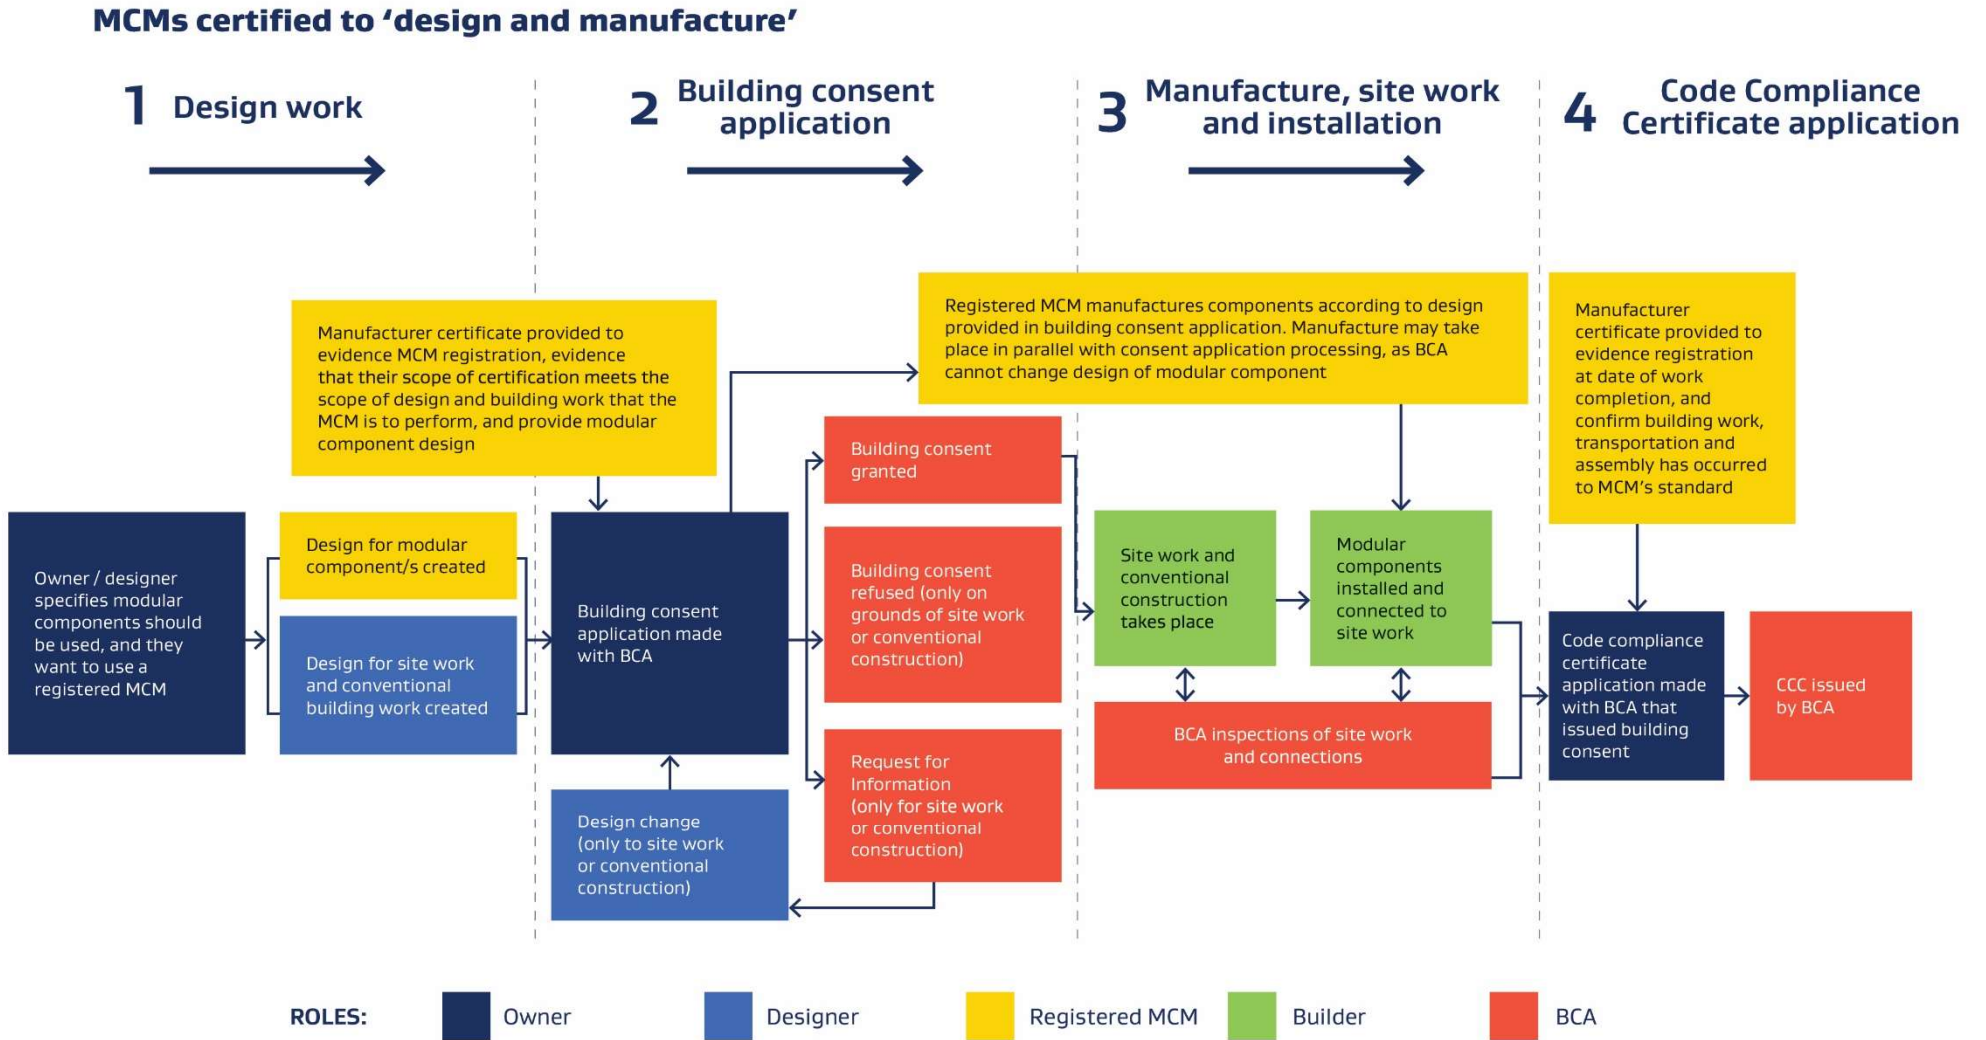 MCMs certified to ‘design and manufacture’
1 Design work
2 Building consent
application
3 Manufacture, site work
and installation
4 Code Compliance
Certificate application
Manufacturer certificate provided to
evidence MCM registration, evidence
that their scope of certification meets the
scope of design and building work that the
MCM is to perform, and provide modular
component design
Registered MCM manufactures components according to design
provided in building consent application. Manufacture may take
place in parallel with consent application processing, as BCA
cannot change design of modular component
Manufacturer
certificate provided to
evidence registration
at date of work
completion, and
confirm building work,
transportation and
assembly has occurred
to MCM’s standard
Owner / designer
specifies modular
components should
be used, and they
want to use a
registered MCM
Design for modular
component/s created
Design for site work
and conventional
building work created
Building consent
application made
with BCA
Building consent
granted
Building consent
refused (only on
grounds of site work
or conventional
construction)
Request for
Information
(only for site work
or conventional
construction)
Design change
(only to site work
or conventional
construction)
Site work and
conventional
construction
takes place
Modular
components
installed and
connected to
site work
BCA inspections of site work
and connections
Code compliance
certificate
application made
with BCA that
issued building
consent
CCC issued
by BCA
ROLES: Owner Designer Registered MCM Builder BCA